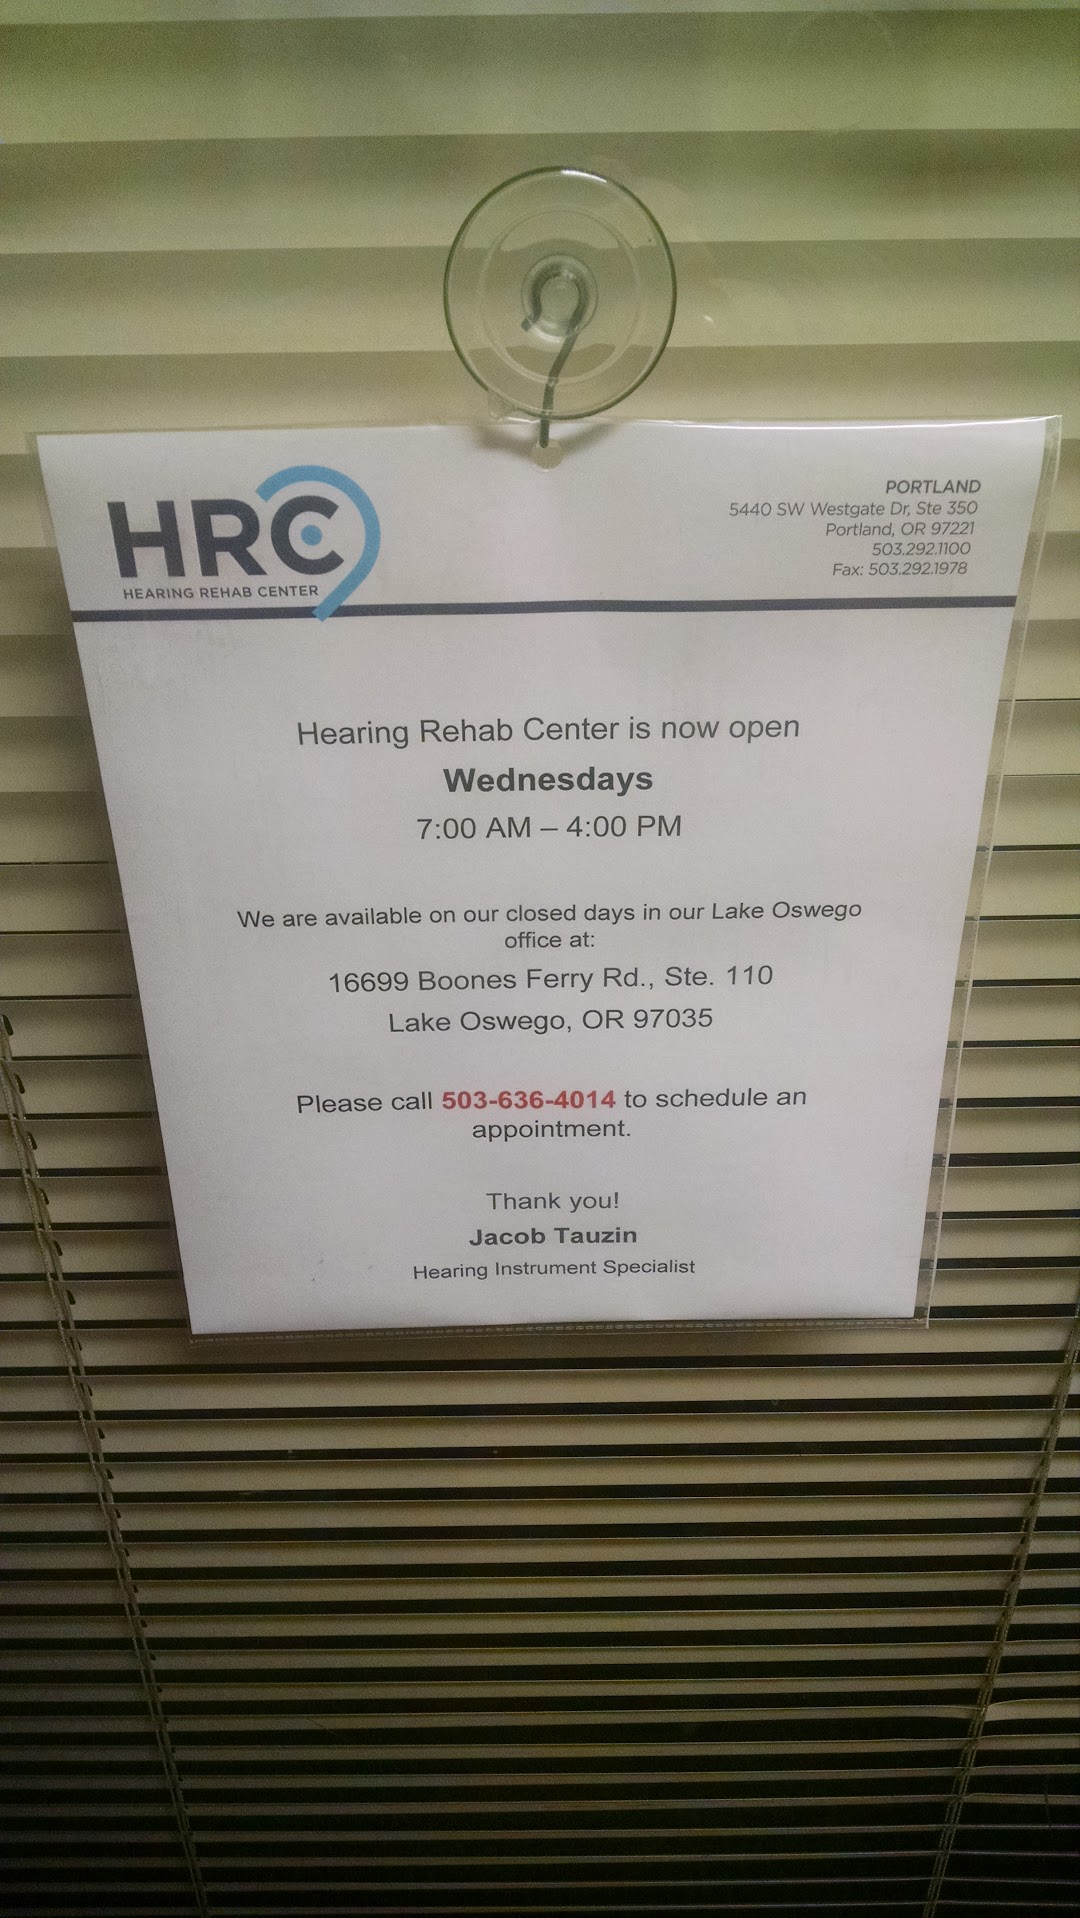 HRC
HEARING REHAB CENTER
PORTLAND
5440 SW Westgate Dr, Ste 350
Portland, OR 97221
503.292.1100
Fax: 503.292.1978
Hearing Rehab Center is now open
Wednesdays
7:00 AM – 4:00 PM
We are available on our closed days in our Lake Oswego
office at:
16699 Boones Ferry Rd., Ste. 110
Lake Oswego, OR 97035
Please call 503-636-4014 to schedule an
appointment.
Thank you!
Jacob Tauzin
Hearing Instrument Specialist